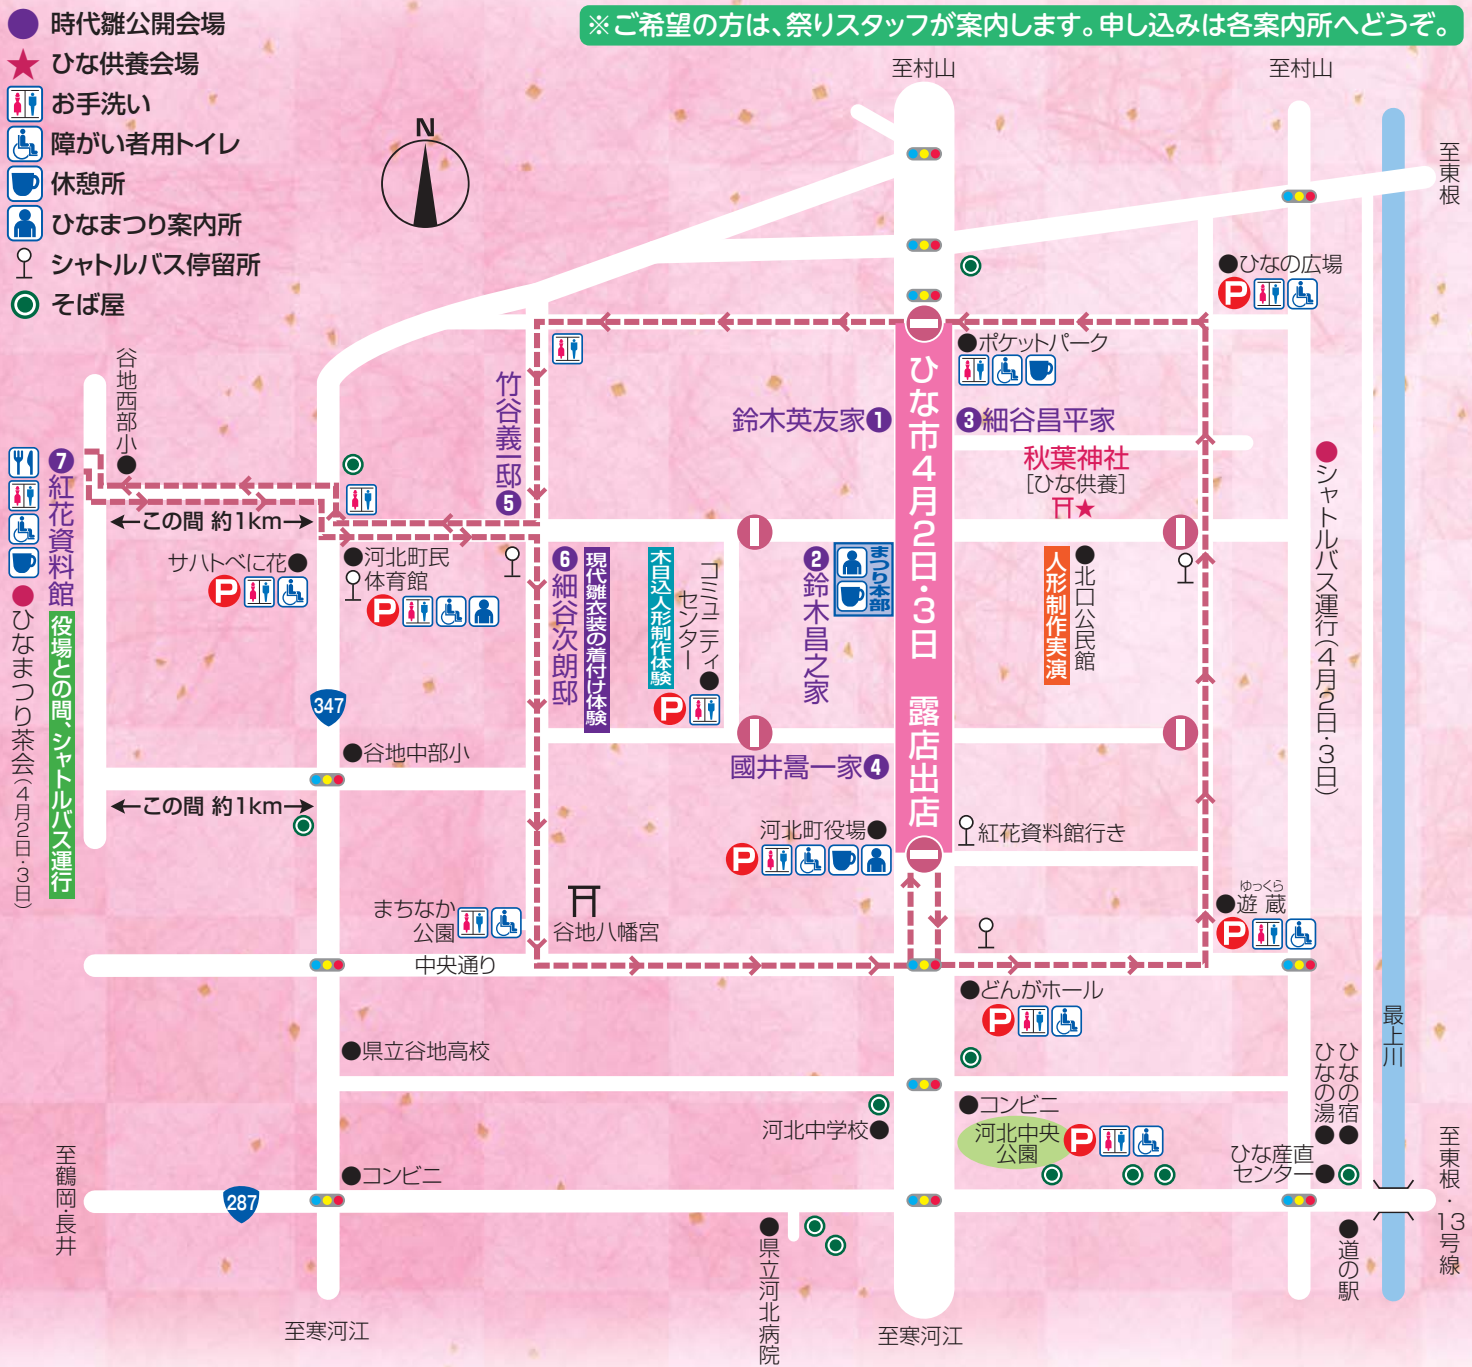 時代雛公開会場
ひな供養会場
お手洗い
障がい者用トイレ
休憩所
ひなまつり案内所
シャトルバス停留所
そば屋
※ご希望の方は、祭りスタッフが案内します。申し込みは各案内所へどうぞ。
N
至村山
至村山
至東根
ひなの広場
P
ポケットパーク
ひな市4月2日・3日 露店出店
鈴木英友家❶
❸細谷昌平家
秋葉神社
[ひな供養]
竹谷義一邸❺
谷地西部小
❼紅花資料館
役場との間、シャトルバス運行
ひなまつり茶会(4月2日・3日)
←この間 約1km→
サハトべに花
P
河北町民
体育館
P
❻細谷次朗邸
現代雛衣装の着付け体験
木目込人形制作体験
コミュニティ
センター
P
❷鈴木昌之家
まつり本部
人形制作実演
北口公民館
シャトルバス運行(4月2日・3日)
347
谷地中部小
←この間 約1km→
國井暠一家❹
河北町役場
P
紅花資料館行き
ゆっくら
遊蔵
P
まちなか
公園
谷地八幡宮
中央通り
どんがホール
P
県立谷地高校
コンビニ
河北中学校
河北中央
公園
P
ひなの湯
ひなの宿
最上川
ひな産直
センター
至鶴岡・長井
287
コンビニ
県立河北病院
道の駅
至東根・13号線
至寒河江
至寒河江